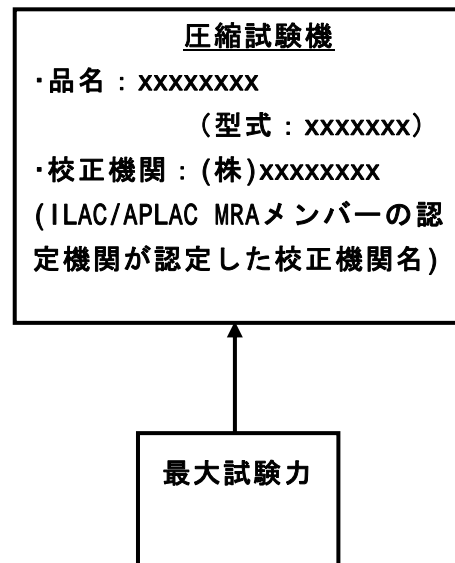 圧縮試験機
･品名：xxxxxxxx
（型式：xxxxxxx）
･校正機関：(株)xxxxxxxx
(ILAC/APLAC MRAメンバーの認
定機関が認定した校正機関名)
最大試験力